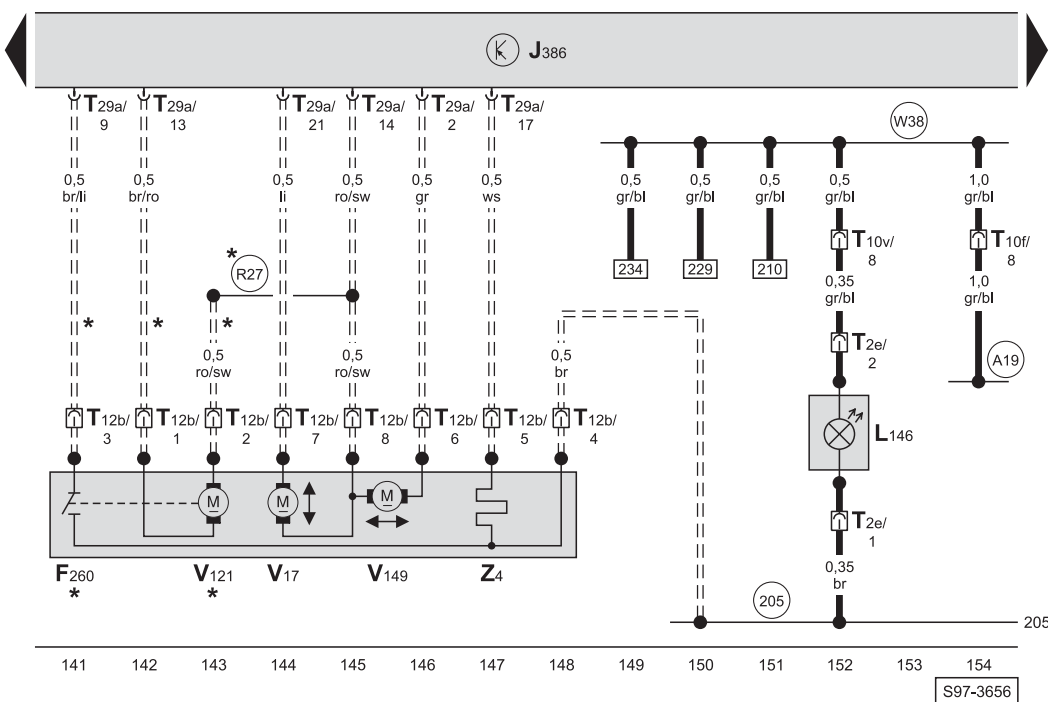 J386
T29a/ T29a/ T29a/ T29a/ T29a/ T29a/
9 13 21 14 2 17
W38
0,5 0,5 0,5 0,5 0,5 0,5 0,5 0,5 0,5 0,5 1,0
br/li br/ro li ro/sw gr ws gr/bl gr/bl gr/bl gr/bl gr/bl
* R27
T10v/ T10f/
8 8
234 229 210
0,35 1,0
gr/bl gr/bl
* * *
0,5 0,5 0,5
ro/sw ro/sw br
T2e/
2
A19
T12b/ T12b/ T12b/ T12b/ T12b/ T12b/ T12b/ T12b/
3 1 2 7 8 6 5 4
L146
M M M
T2e/
1
F260 V121 V17 V149 Z4
* *
0,35
br
205
205
141 142 143 144 145 146 147 148 149 150 151 152 153 154
S97-3656